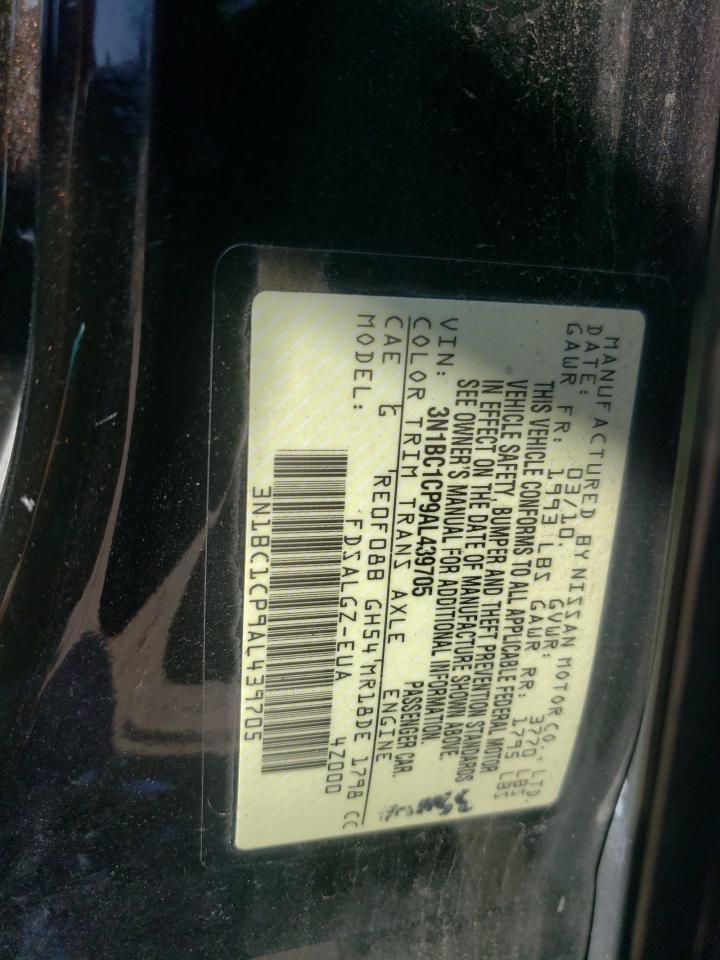 MANUFACTURED BY NISSAN MOTOR CO., LTD.
DATE: 03/10. GVWR: 3770 LBS
GAWR FR: 1993 LBS GAWR RR: 1795 LBS
THIS VEHICLE CONFORMS TO ALL APPLICABLE FEDERAL MOTOR
VEHICLE SAFETY, BUMPER AND THEFT PREVENTION STANDARDS
IN EFFECT ON THE DATE OF MANUFACTURE SHOWN ABOVE.
SEE OWNER'S MANUAL FOR ADDITIONAL INFORMATION.
VIN: 3N1BC1CP9AL439705 PASSENGER CAR.
COLOR TRIM TRANS AXLE ENGINE
CAE G RE0F08B GH54 MR18DE 1798 CC
MODEL: FDSALGZ-EUA 4Z000
3N1BC1CP9AL439705